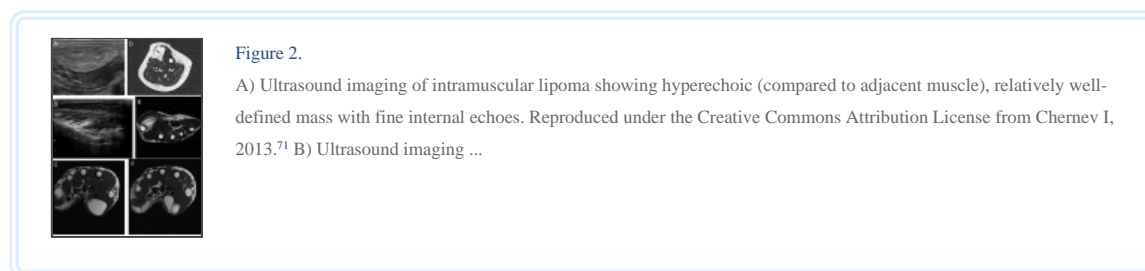 Figure 2.
A) Ultrasound imaging of intramuscular lipoma showing hyperechoic (compared to adjacent muscle), relatively well-
defined mass with fine internal echoes. Reproduced under the Creative Commons Attribution License from Chernev I,
2013.71 B) Ultrasound imaging ...